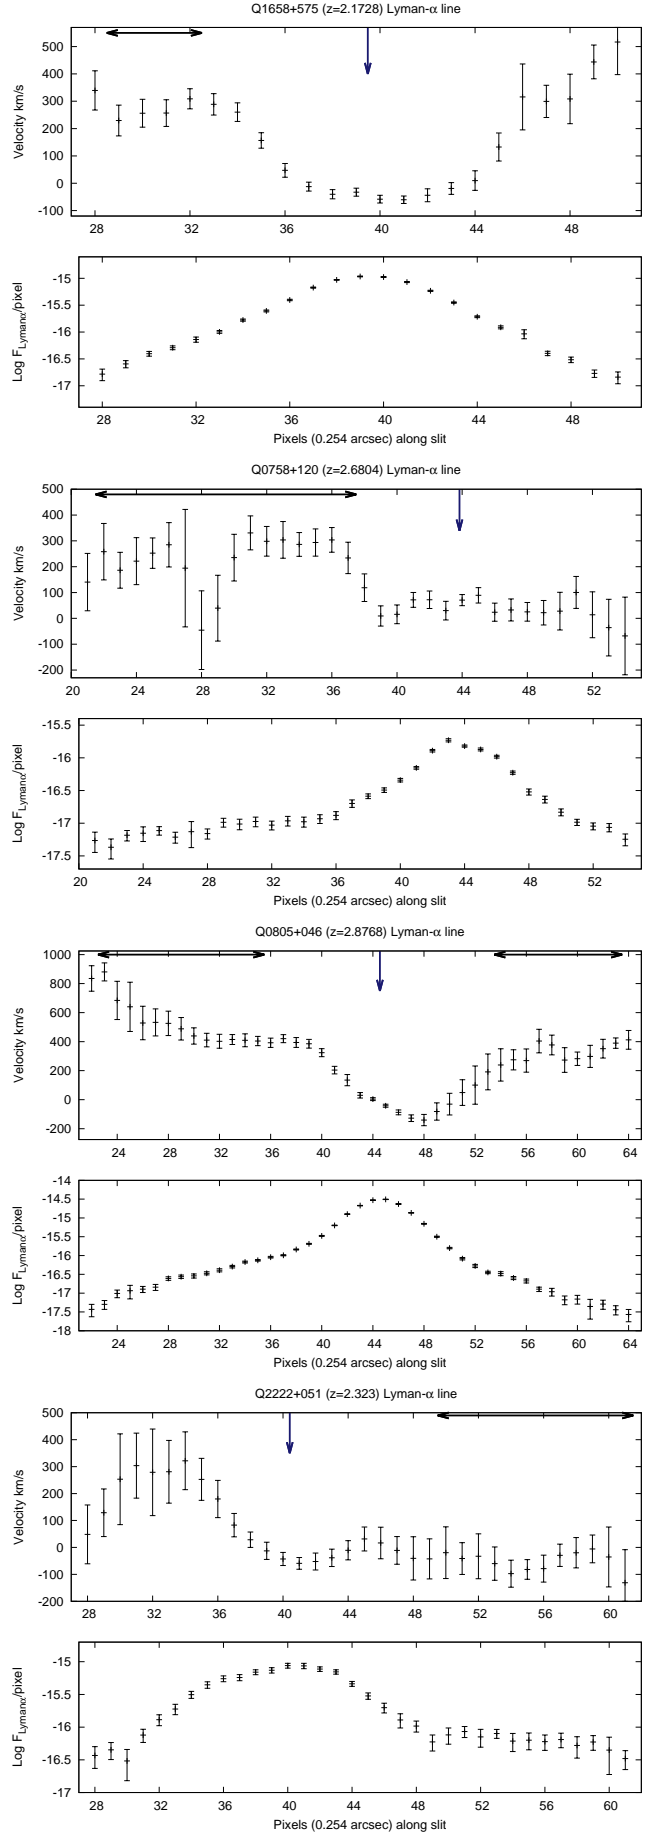 Q1658+575 (z=2.1728) Lyman-α line
Velocity km/s
500
400
300
200
100
0
-100
28 32 36 40 44 48
Log F_Lymanα/pixel
-15
-15.5
-16
-16.5
-17
28 32 36 40 44 48
Pixels (0.254 arcsec) along slit
Q0758+120 (z=2.6804) Lyman-α line
Velocity km/s
500
400
300
200
100
0
-100
-200
20 24 28 32 36 40 44 48 52
Log F_Lymanα/pixel
-15.5
-16
-16.5
-17
-17.5
20 24 28 32 36 40 44 48 52
Pixels (0.254 arcsec) along slit
Q0805+046 (z=2.8768) Lyman-α line
Velocity km/s
1000
800
600
400
200
0
-200
24 28 32 36 40 44 48 52 56 60 64
Log F_Lymanα/pixel
-14
-14.5
-15
-15.5
-16
-16.5
-17
-17.5
-18
24 28 32 36 40 44 48 52 56 60 64
Pixels (0.254 arcsec) along slit
Q2222+051 (z=2.323) Lyman-α line
Velocity km/s
500
400
300
200
100
0
-100
-200
28 32 36 40 44 48 52 56 60
Log F_Lymanα/pixel
-15
-15.5
-16
-16.5
-17
28 32 36 40 44 48 52 56 60
Pixels (0.254 arcsec) along slit